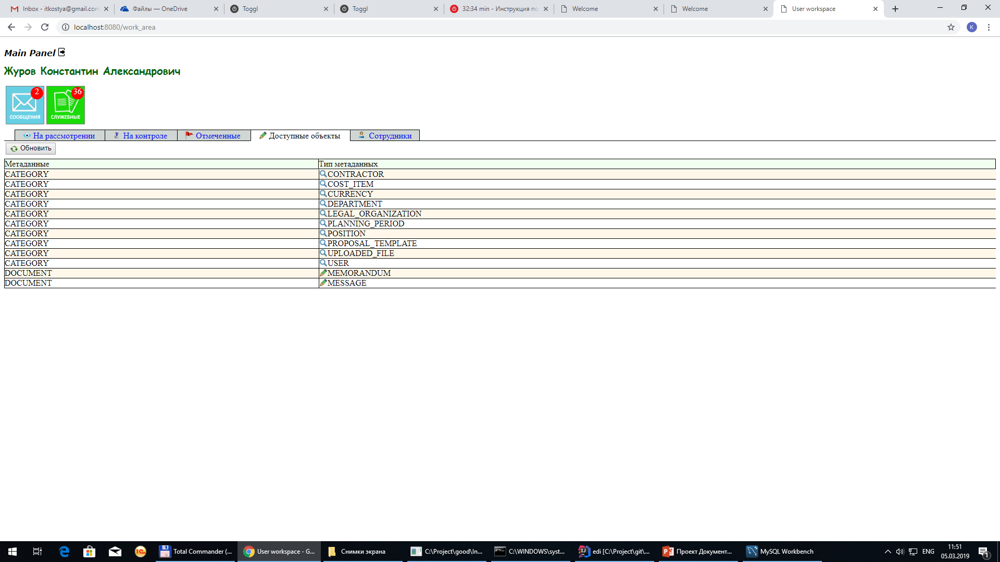 Inbox - itkostya@gmail.com
Файлы — OneDrive
Toggl
Toggl
32:34 min - Инструкция по
Welcome
Welcome
User workspace
localhost:8080/work_area
K
Main Panel
Журов Константин Александрович
2
36
СООБЩЕНИЯ
СЛУЖЕБНЫЕ
На рассмотрении
На контроле
Отмеченные
Доступные объекты
Сотрудники
Обновить
Метаданные Тип метаданных
CATEGORY CONTRACTOR
CATEGORY COST_ITEM
CATEGORY CURRENCY
CATEGORY DEPARTMENT
CATEGORY LEGAL_ORGANIZATION
CATEGORY PLANNING_PERIOD
CATEGORY POSITION
CATEGORY PROPOSAL_TEMPLATE
CATEGORY UPLOADED_FILE
CATEGORY USER
DOCUMENT MEMORANDUM
DOCUMENT MESSAGE
Total Commander (...
User workspace - G...
Снимки экрана
C:\Project\good\In...
C:\WINDOWS\syst...
edi [C:\Project\git\...
Проект Документ...
MySQL Workbench
ENG
11:51
05.03.2019
1